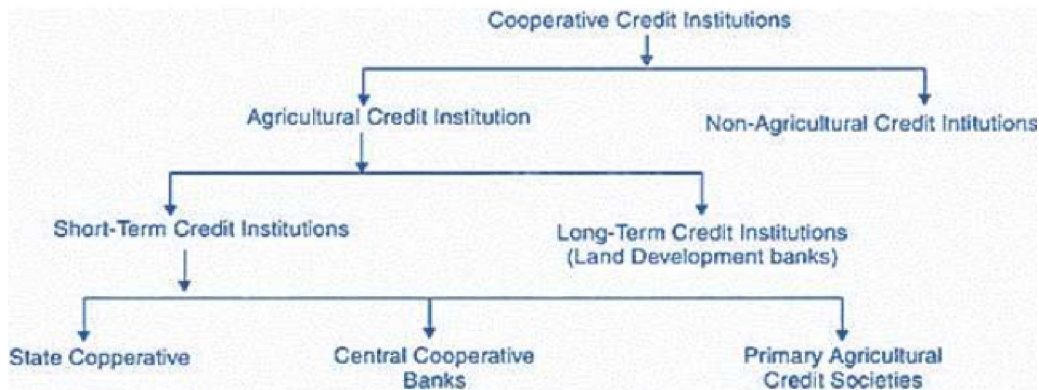 Cooperative Credit Institutions
Agricultural Credit Institution
Non-Agricultural Credit Intitutions
Short-Term Credit Institutions
Long-Term Credit Institutions
(Land Development banks)
State Copperative
Central Cooperative
Banks
Primary Agricultural
Credit Societies